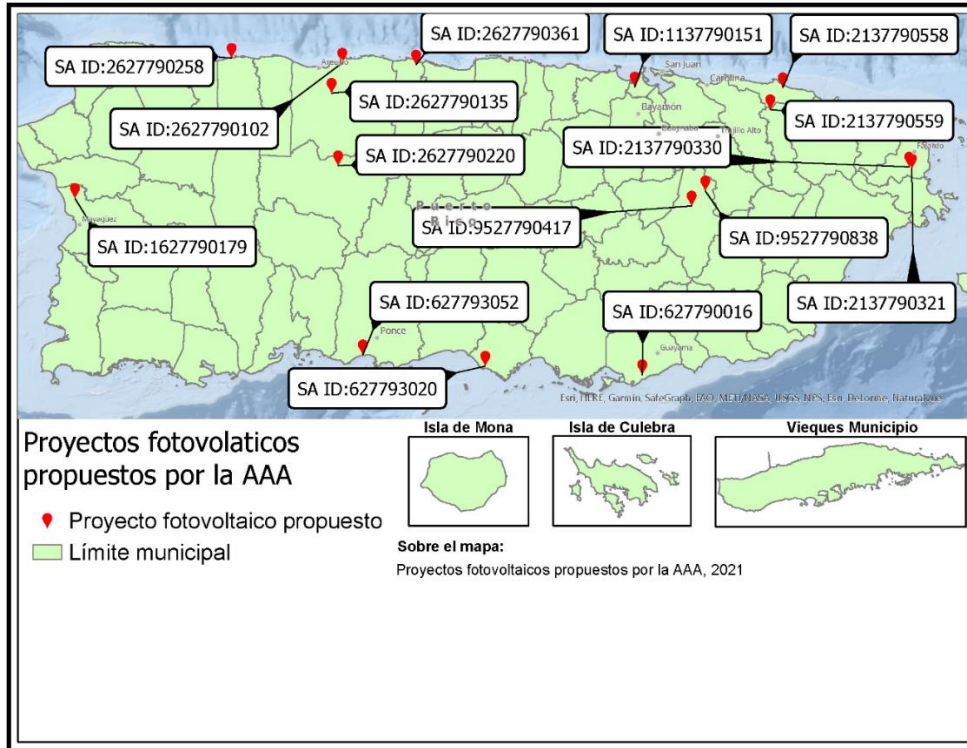 SA ID:2627790361
SA ID:1137790151
SA ID:2137790558
SA ID:2627790258
Arecibo
San Juan
Carolina
SA ID:2627790135
SA ID:2627790102
Bayamón
SA ID:2137790559
Guaynabo
Trujillo Alto
SA ID:2137790330
Fajardo
SA ID:2627790220
Puerto
Rico
SA ID:9527790417
Mayagüez
SA ID:1627790179
SA ID:9527790838
SA ID:627793052
SA ID:627790016
SA ID:2137790321
Ponce
Guayama
SA ID:627793020
Esri, HERE, Garmin, SafeGraph, FAO, METI/NASA, USGS, NPS, Esri, DeLorme, NaturalVue
Proyectos fotovolaticos
propuestos por la AAA
Proyecto fotovoltaico propuesto
Límite municipal
Isla de Mona
Isla de Culebra
Vieques Municipio
Sobre el mapa:
Proyectos fotovoltaicos propuestos por la AAA, 2021